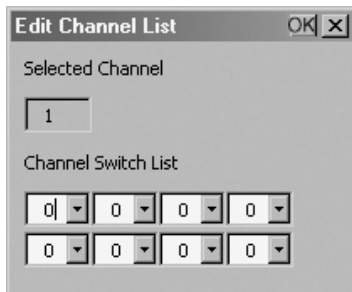 Edit Channel List OK ×
Selected Channel
1
Channel Switch List
0 0 0 0
0 0 0 0